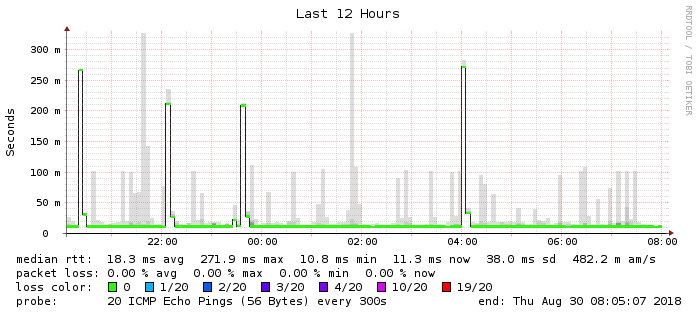 Last 12 Hours
RRDTOOL / TOBI OETIKER
Seconds
300 m
250 m
200 m
150 m
100 m
50 m
0
22:00 00:00 02:00 04:00 06:00 08:00
median rtt: 18.3 ms avg 271.9 ms max 10.8 ms min 11.3 ms now 38.0 ms sd 482.2 m am/s
packet loss: 0.00 % avg 0.00 % max 0.00 % min 0.00 % now
loss color: 0 1/20 2/20 3/20 4/20 10/20 19/20
probe: 20 ICMP Echo Pings (56 Bytes) every 300s end: Thu Aug 30 08:05:07 2018